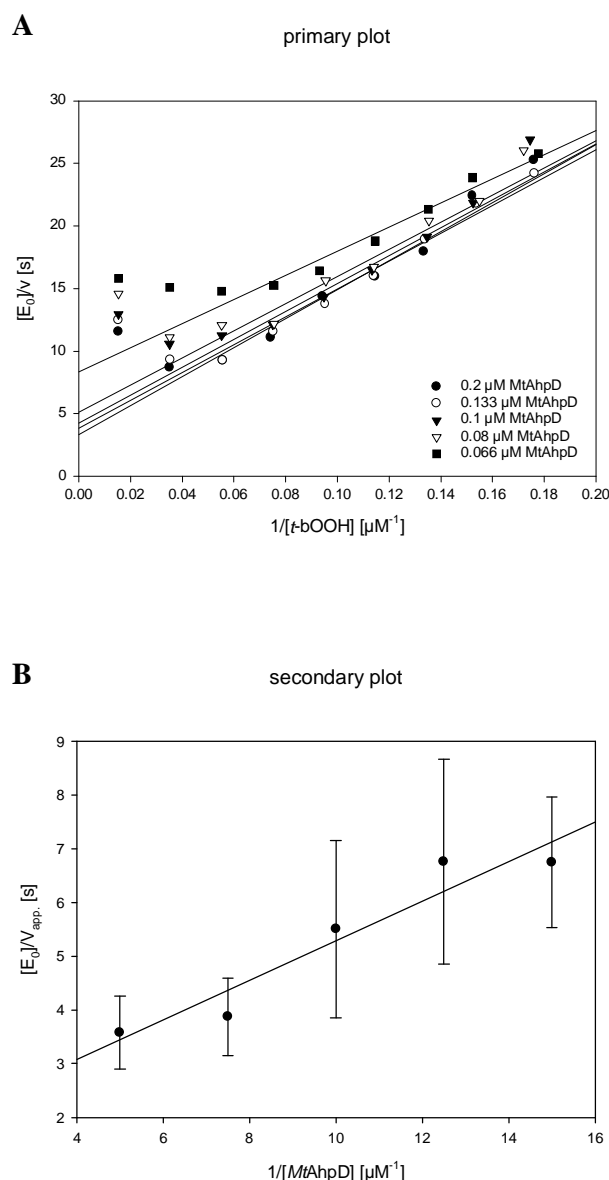 A
primary plot
30
25
20
15
10
5
0
[E0]/v [s]
0.2 µM MtAhpD
0.133 µM MtAhpD
0.1 µM MtAhpD
0.08 µM MtAhpD
0.066 µM MtAhpD
0.00 0.02 0.04 0.06 0.08 0.10 0.12 0.14 0.16 0.18 0.20
1/[t-bOOH] [µM-1]
B
secondary plot
9
8
7
6
5
4
3
2
[E0]/Vapp. [s]
4 6 8 10 12 14 16
1/[MtAhpD] [µM-1]